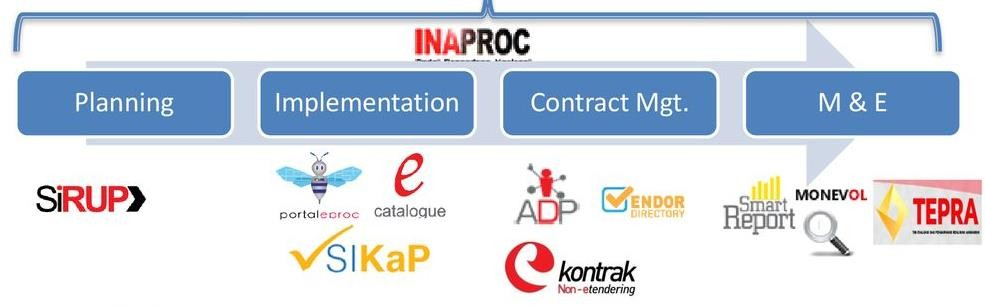 INAPROC
Planning
Implementation
Contract Mgt.
M & E
SiRUP
portaleproc
e
catalogue
SIKaP
ADP
VENDOR
DIRECTORY
e kontrak
Non-etendering
Smart
Report
MONEVOL
TEPRA